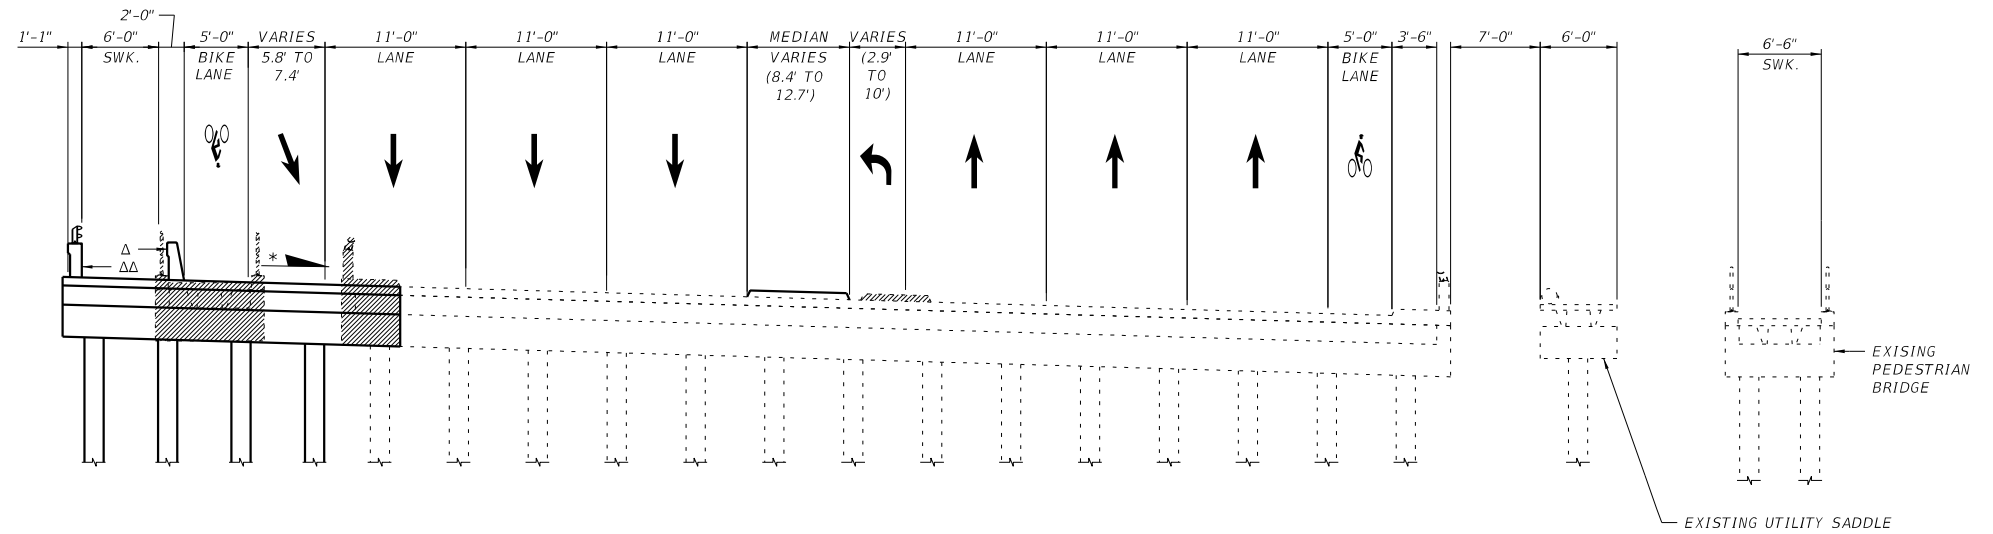 2'-0"
1'-1" 6'-0" 5'-0" VARIES 11'-0" 11'-0" 11'-0" MEDIAN VARIES 11'-0" 11'-0" 11'-0" 5'-0" 3'-6" 7'-0" 6'-0" 6'-6"
SWK. BIKE 5.8' TO LANE LANE LANE VARIES (2.9' LANE LANE LANE BIKE SWK.
LANE 7.4' (8.4' TO TO LANE
12.7') 10')
Δ
ΔΔ *
EXISING
PEDESTRIAN
BRIDGE
EXISTING UTILITY SADDLE